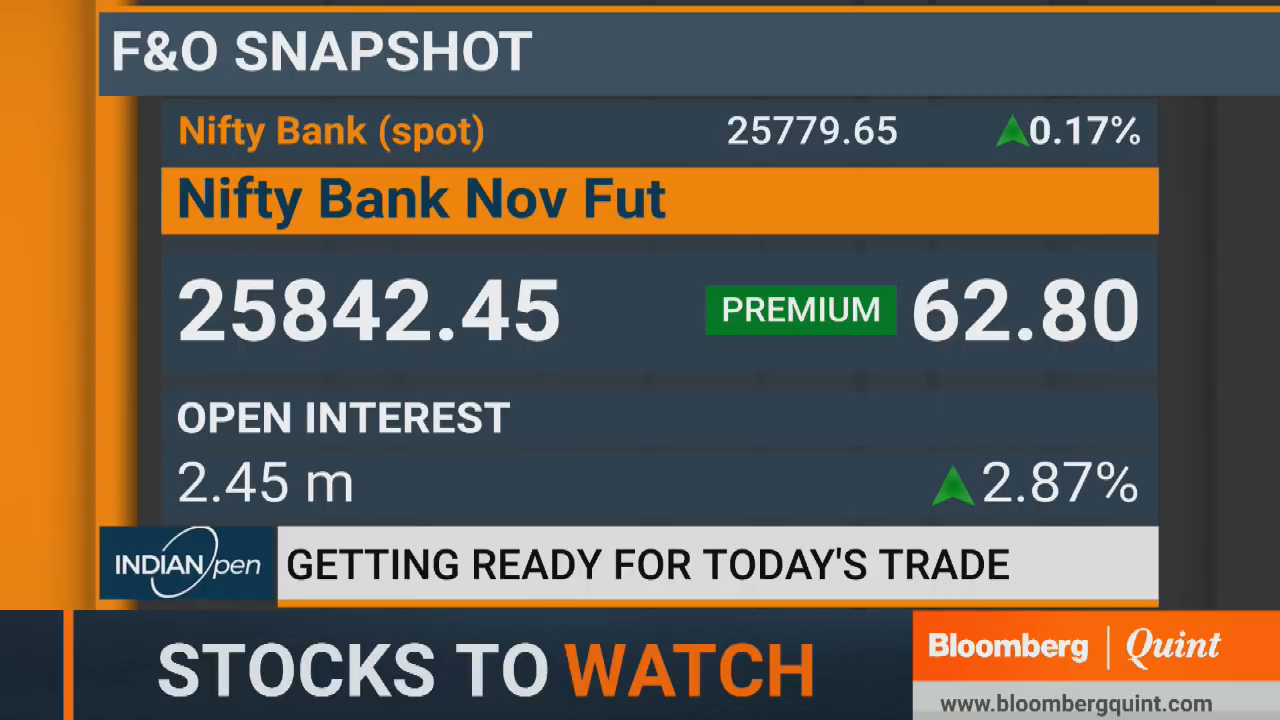 F&O SNAPSHOT
Nifty Bank (spot) 25779.65 ▲0.17%
Nifty Bank Nov Fut
25842.45 PREMIUM 62.80
OPEN INTEREST
2.45 m ▲2.87%
INDIAN Open GETTING READY FOR TODAY'S TRADE
STOCKS TO WATCH
Bloomberg | Quint
www.bloombergquint.com